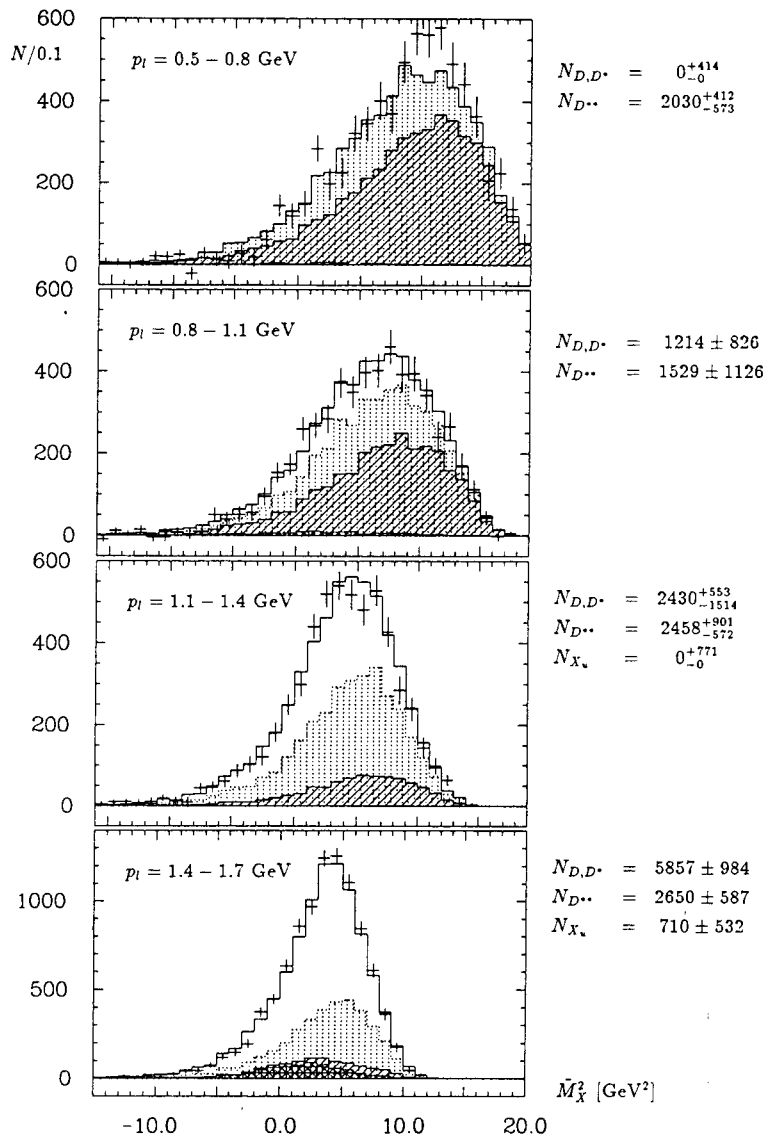 600
N/0.1
p_l = 0.5 − 0.8 GeV
400
200
0
N_{D,D*} = 0^{+414}_{-0}
N_{D**} = 2030^{+412}_{-573}
600
p_l = 0.8 − 1.1 GeV
400
200
0
N_{D,D*} = 1214 ± 826
N_{D**} = 1529 ± 1126
600
p_l = 1.1 − 1.4 GeV
400
200
0
N_{D,D*} = 2430^{+553}_{-1514}
N_{D**} = 2458^{+901}_{-572}
N_{X_u} = 0^{+771}_{-0}
p_l = 1.4 − 1.7 GeV
1000
500
0
N_{D,D*} = 5857 ± 984
N_{D**} = 2650 ± 587
N_{X_u} = 710 ± 532
M̄_X^2 [GeV^2]
-10.0 0.0 10.0 20.0